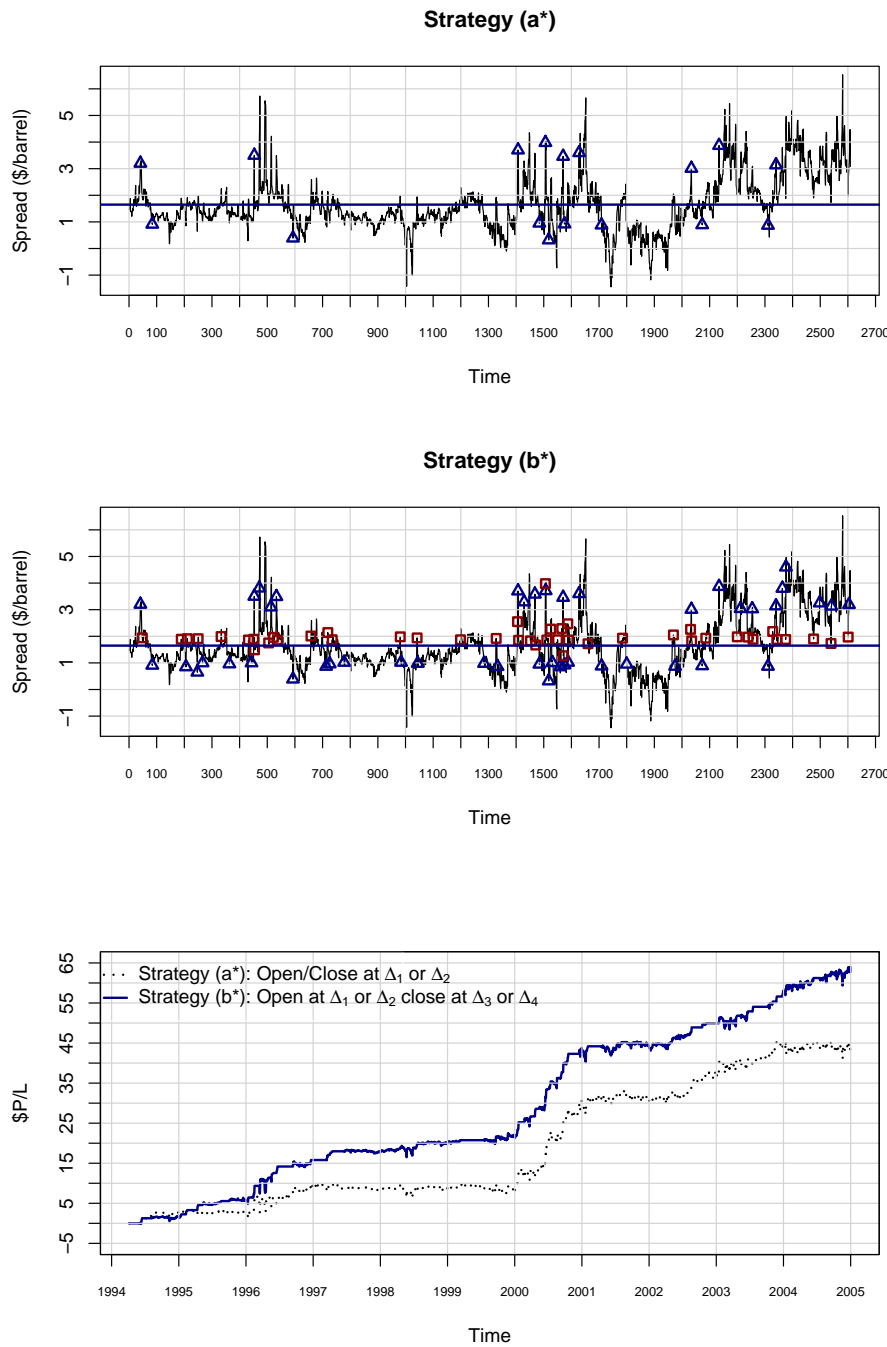 Strategy (a*)
Spread ($/barrel)
−1 1 3 5
0 100 300 500 700 900 1100 1300 1500 1700 1900 2100 2300 2500 2700
Time
Strategy (b*)
Spread ($/barrel)
−1 1 3 5
0 100 300 500 700 900 1100 1300 1500 1700 1900 2100 2300 2500 2700
Time
$P/L
−5 5 15 25 35 45 55 65
Strategy (a*): Open/Close at Δ1 or Δ2
Strategy (b*): Open at Δ1 or Δ2 close at Δ3 or Δ4
1994 1995 1996 1997 1998 1999 2000 2001 2002 2003 2004 2005
Time